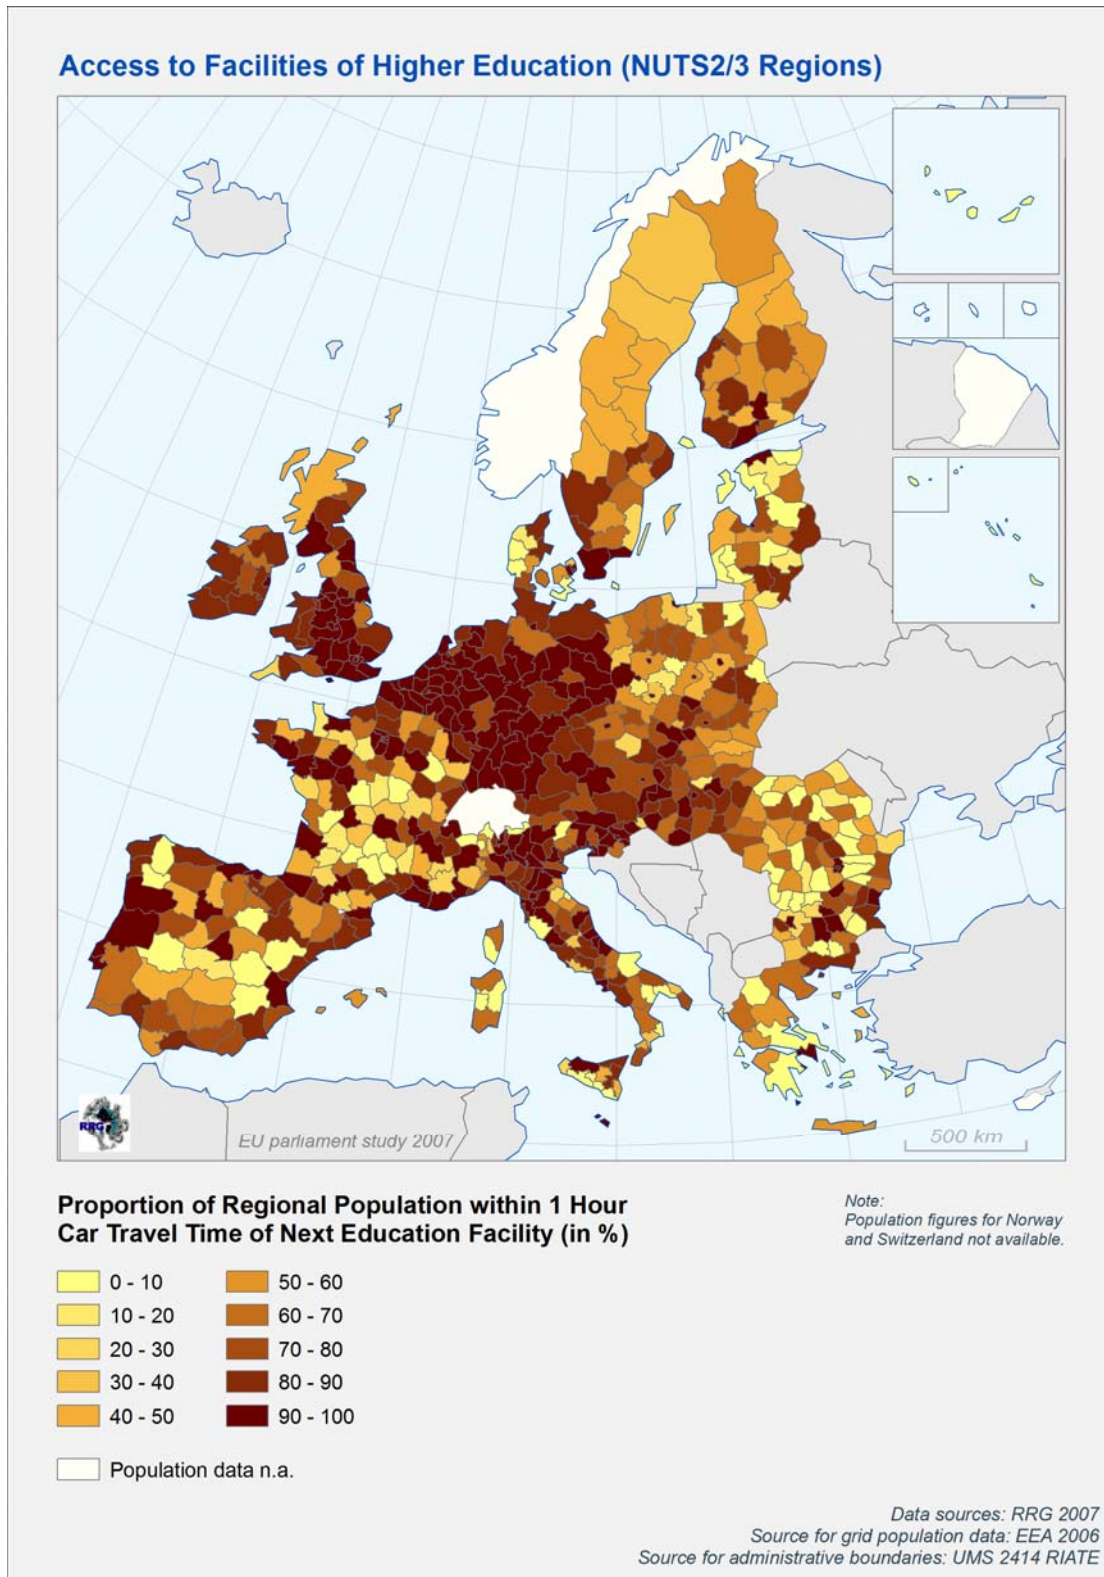 Access to Facilities of Higher Education (NUTS2/3 Regions)
RRG
EU parliament study 2007
500 km
Proportion of Regional Population within 1 Hour
Car Travel Time of Next Education Facility (in %)
Note:
Population figures for Norway
and Switzerland not available.
0 - 10
10 - 20
20 - 30
30 - 40
40 - 50
50 - 60
60 - 70
70 - 80
80 - 90
90 - 100
Population data n.a.
Data sources: RRG 2007
Source for grid population data: EEA 2006
Source for administrative boundaries: UMS 2414 RIATE